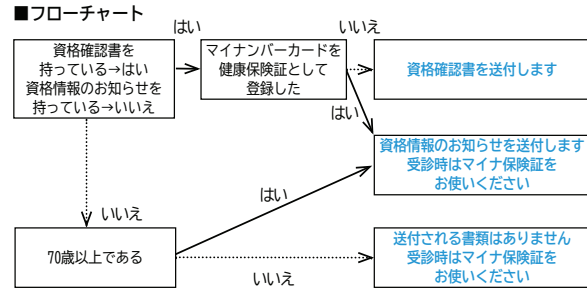 ■フローチャート
はい
いいえ
資格確認書を
持っている→はい
資格情報のお知らせを
持っている→いいえ
マイナンバーカードを
健康保険証として
登録した
資格確認書を送付します
はい
資格情報のお知らせを送付します
受診時はマイナ保険証を
お使いください
はい
いいえ
70歳以上である
送付される書類はありません
受診時はマイナ保険証を
お使いください
いいえ